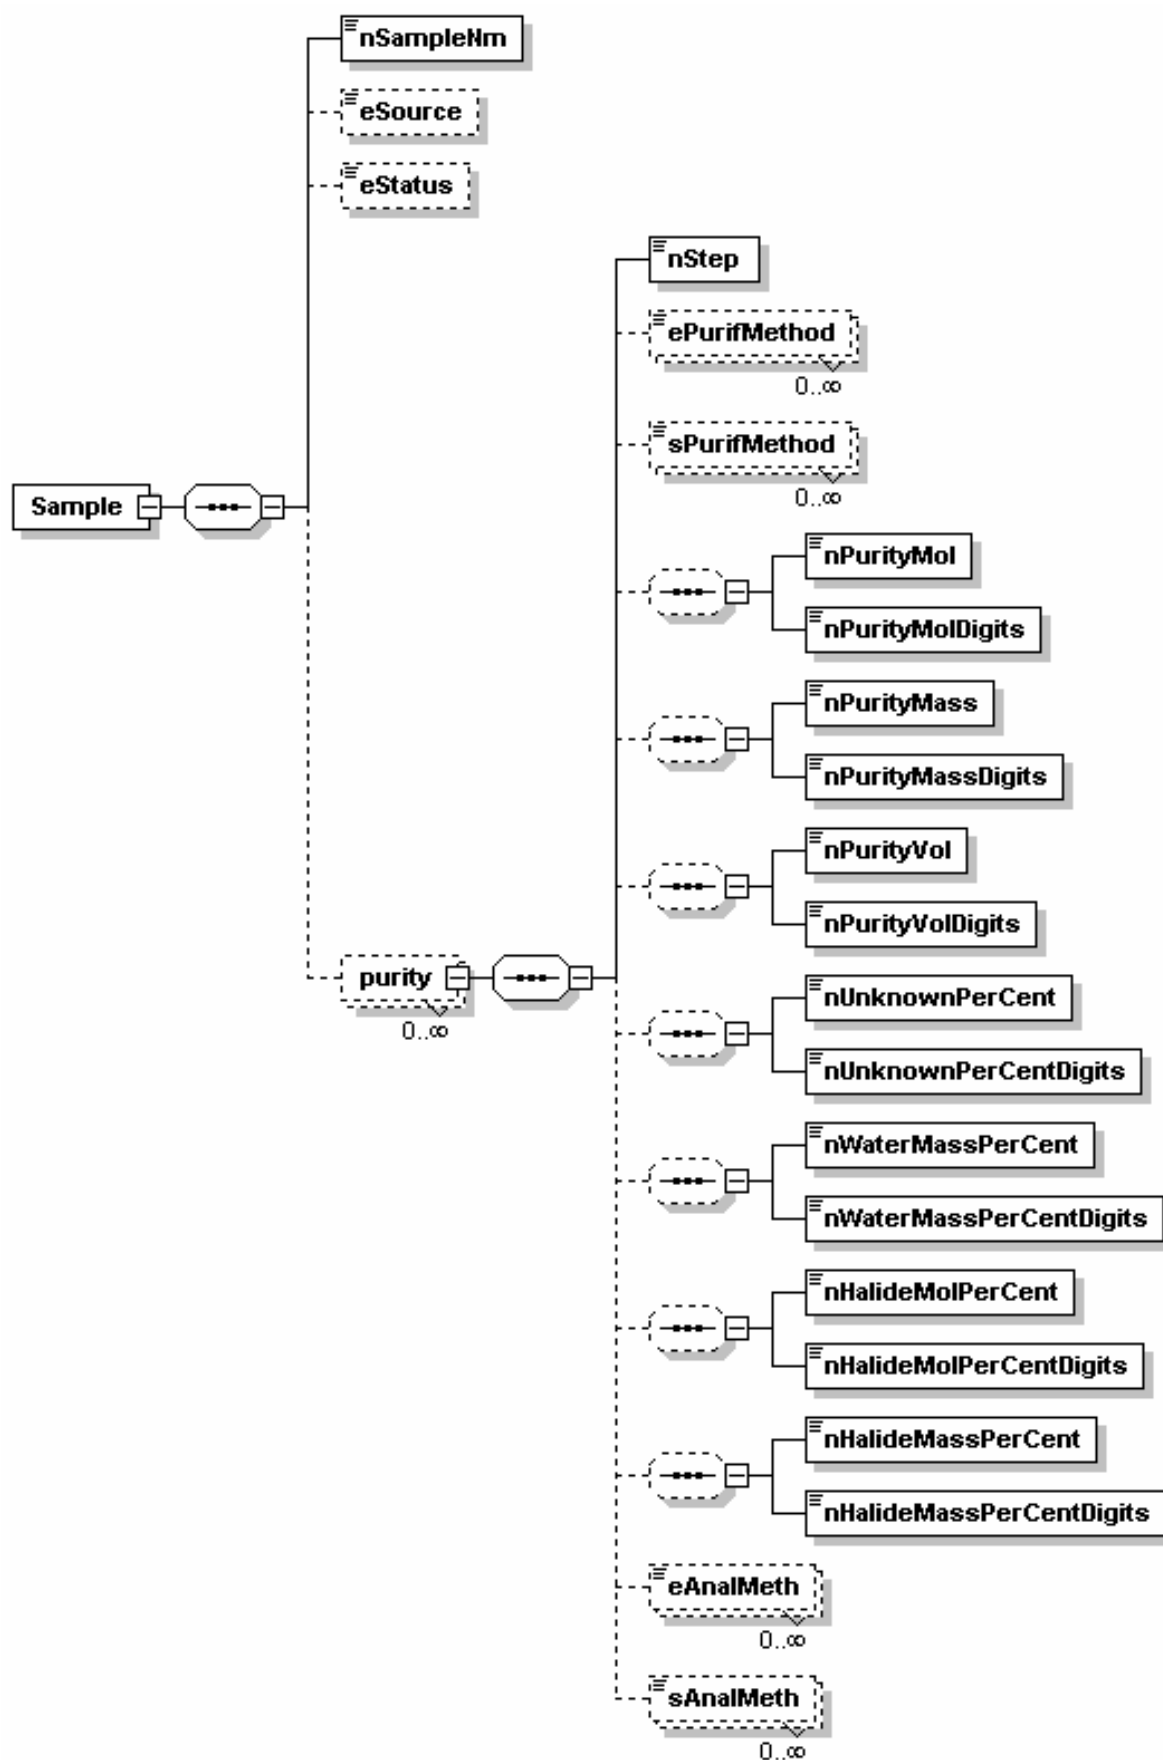 nSampleNm
eSource
eStatus
nStep
ePurifMethod
0..∞
sPurifMethod
0..∞
Sample
nPurityMol
nPurityMolDigits
nPurityMass
nPurityMassDigits
nPurityVol
nPurityVolDigits
purity
0..∞
nUnknownPerCent
nUnknownPerCentDigits
nWaterMassPerCent
nWaterMassPerCentDigits
nHalideMolPerCent
nHalideMolPerCentDigits
nHalideMassPerCent
nHalideMassPerCentDigits
eAnalMeth
0..∞
sAnalMeth
0..∞